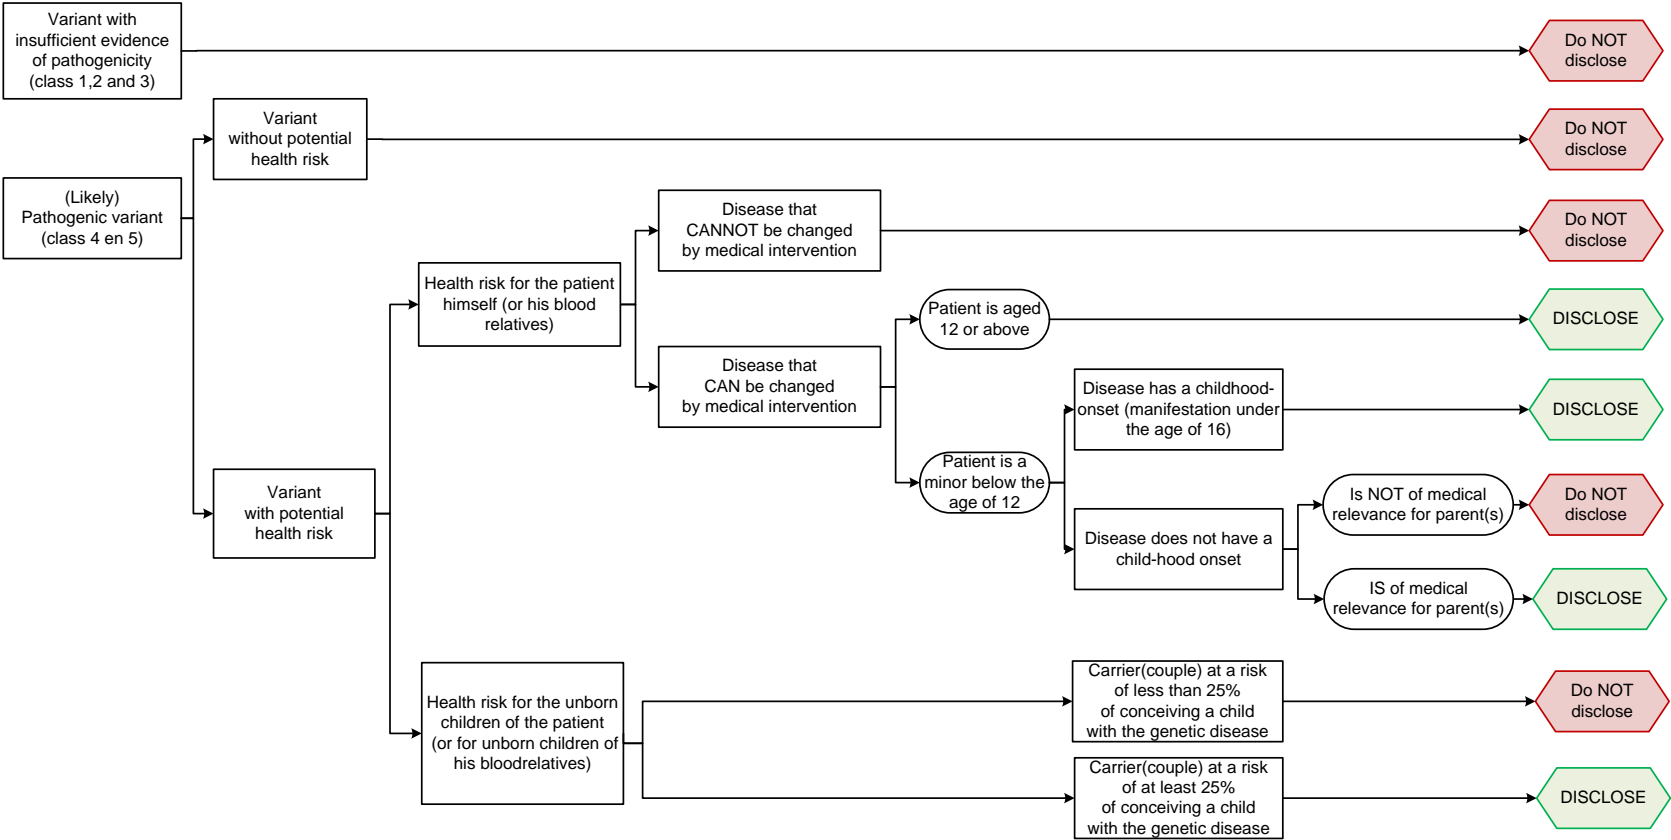 Variant with
insufficient evidence
of pathogenicity
(class 1,2 and 3)
Do NOT
disclose
Variant
without potential
health risk
Do NOT
disclose
(Likely)
Pathogenic variant
(class 4 en 5)
Disease that
CANNOT be changed
by medical intervention
Do NOT
disclose
Health risk for the patient
himself (or his blood
relatives)
Patient is aged
12 or above
DISCLOSE
Disease that
CAN be changed
by medical intervention
Disease has a childhood-
onset (manifestation under
the age of 16)
DISCLOSE
Patient is a
minor below the
age of 12
Variant
with potential
health risk
Is NOT of medical
relevance for parent(s)
Do NOT
disclose
Disease does not have a
child-hood onset
IS of medical
relevance for parent(s)
DISCLOSE
Health risk for the unborn
children of the patient
(or for unborn children of
his bloodrelatives)
Carrier(couple) at a risk
of less than 25%
of conceiving a child
with the genetic disease
Do NOT
disclose
Carrier(couple) at a risk
of at least 25%
of conceiving a child
with the genetic disease
DISCLOSE